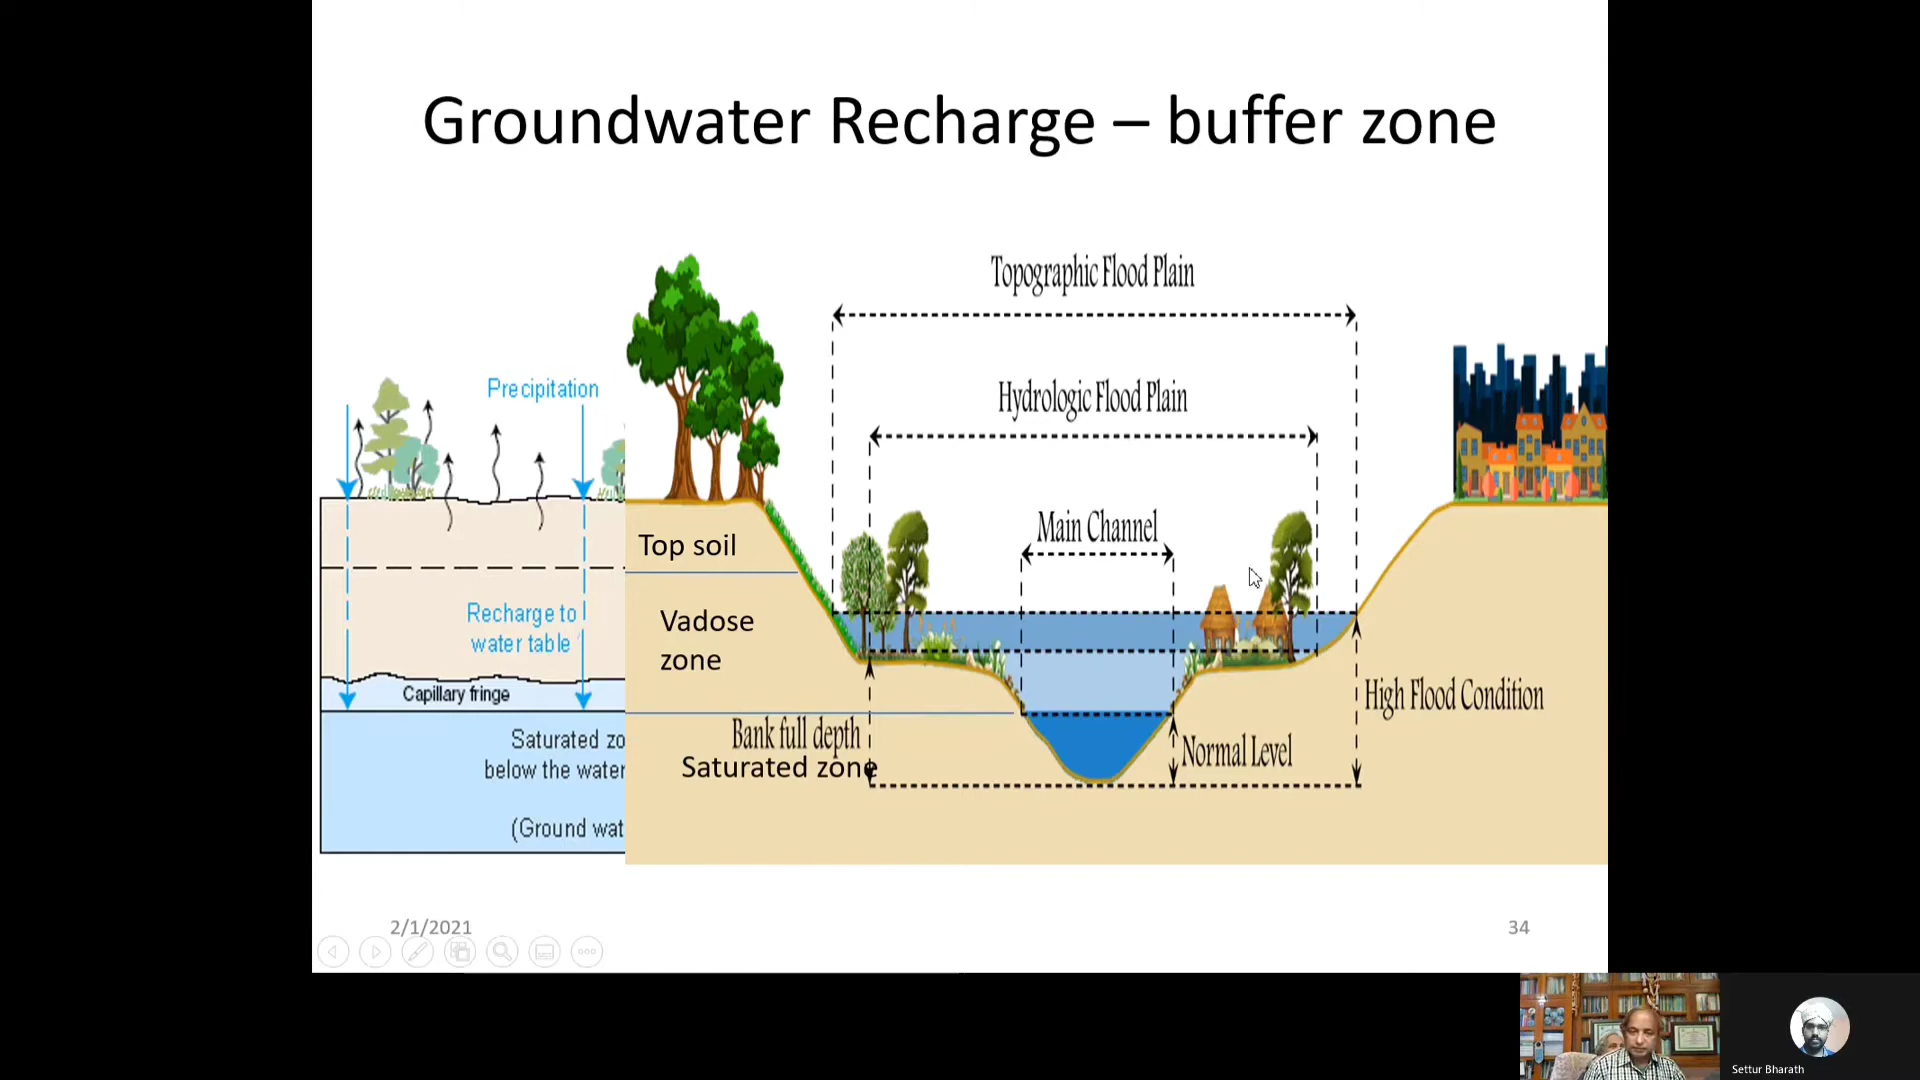 Groundwater Recharge – buffer zone
Topographic Flood Plain
Precipitation
Hydrologic Flood Plain
Main Channel
Top soil
Recharge to
water table
Vadose
zone
Capillary fringe
High Flood Condition
Bank full depth
Normal Level
Saturated zone
Saturated zo
below the water
(Ground wat
2/1/2021
34
Settur Bharath